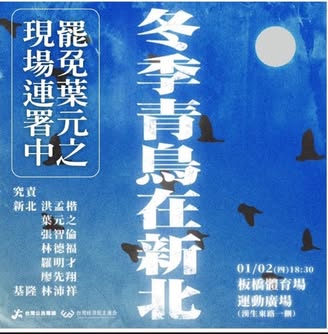 罷免葉元之
現場連署中
冬季青鳥在新北
究責
新北 洪孟楷
葉元之
張智倫
林德福
羅明才
廖先翔
基隆 林沛祥
01/02(四)18:30
板橋體育場
運動廣場
(漢生東路一側)
台灣公民陣線
台灣經濟民主連合